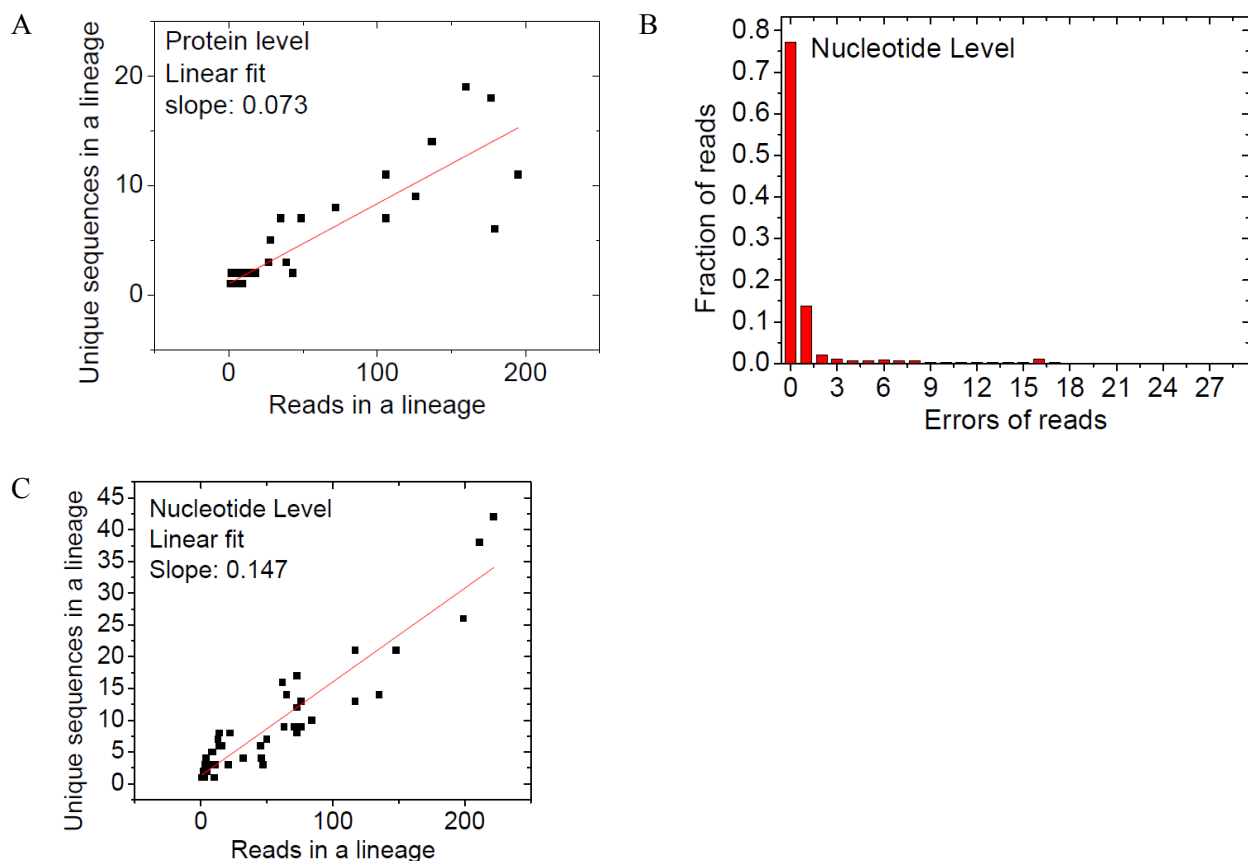 A
Protein level
Linear fit
slope: 0.073
20
10
0
0 100 200
Unique sequences in a lineage
Reads in a lineage
B
Nucleotide Level
0.8
0.7
0.6
0.5
0.4
0.3
0.2
0.1
0.0
0 3 6 9 12 15 18 21 24 27
Fraction of reads
Errors of reads
C
Nucleotide Level
Linear fit
Slope: 0.147
45
40
35
30
25
20
15
10
5
0
0 100 200
Unique sequences in a lineage
Reads in a lineage